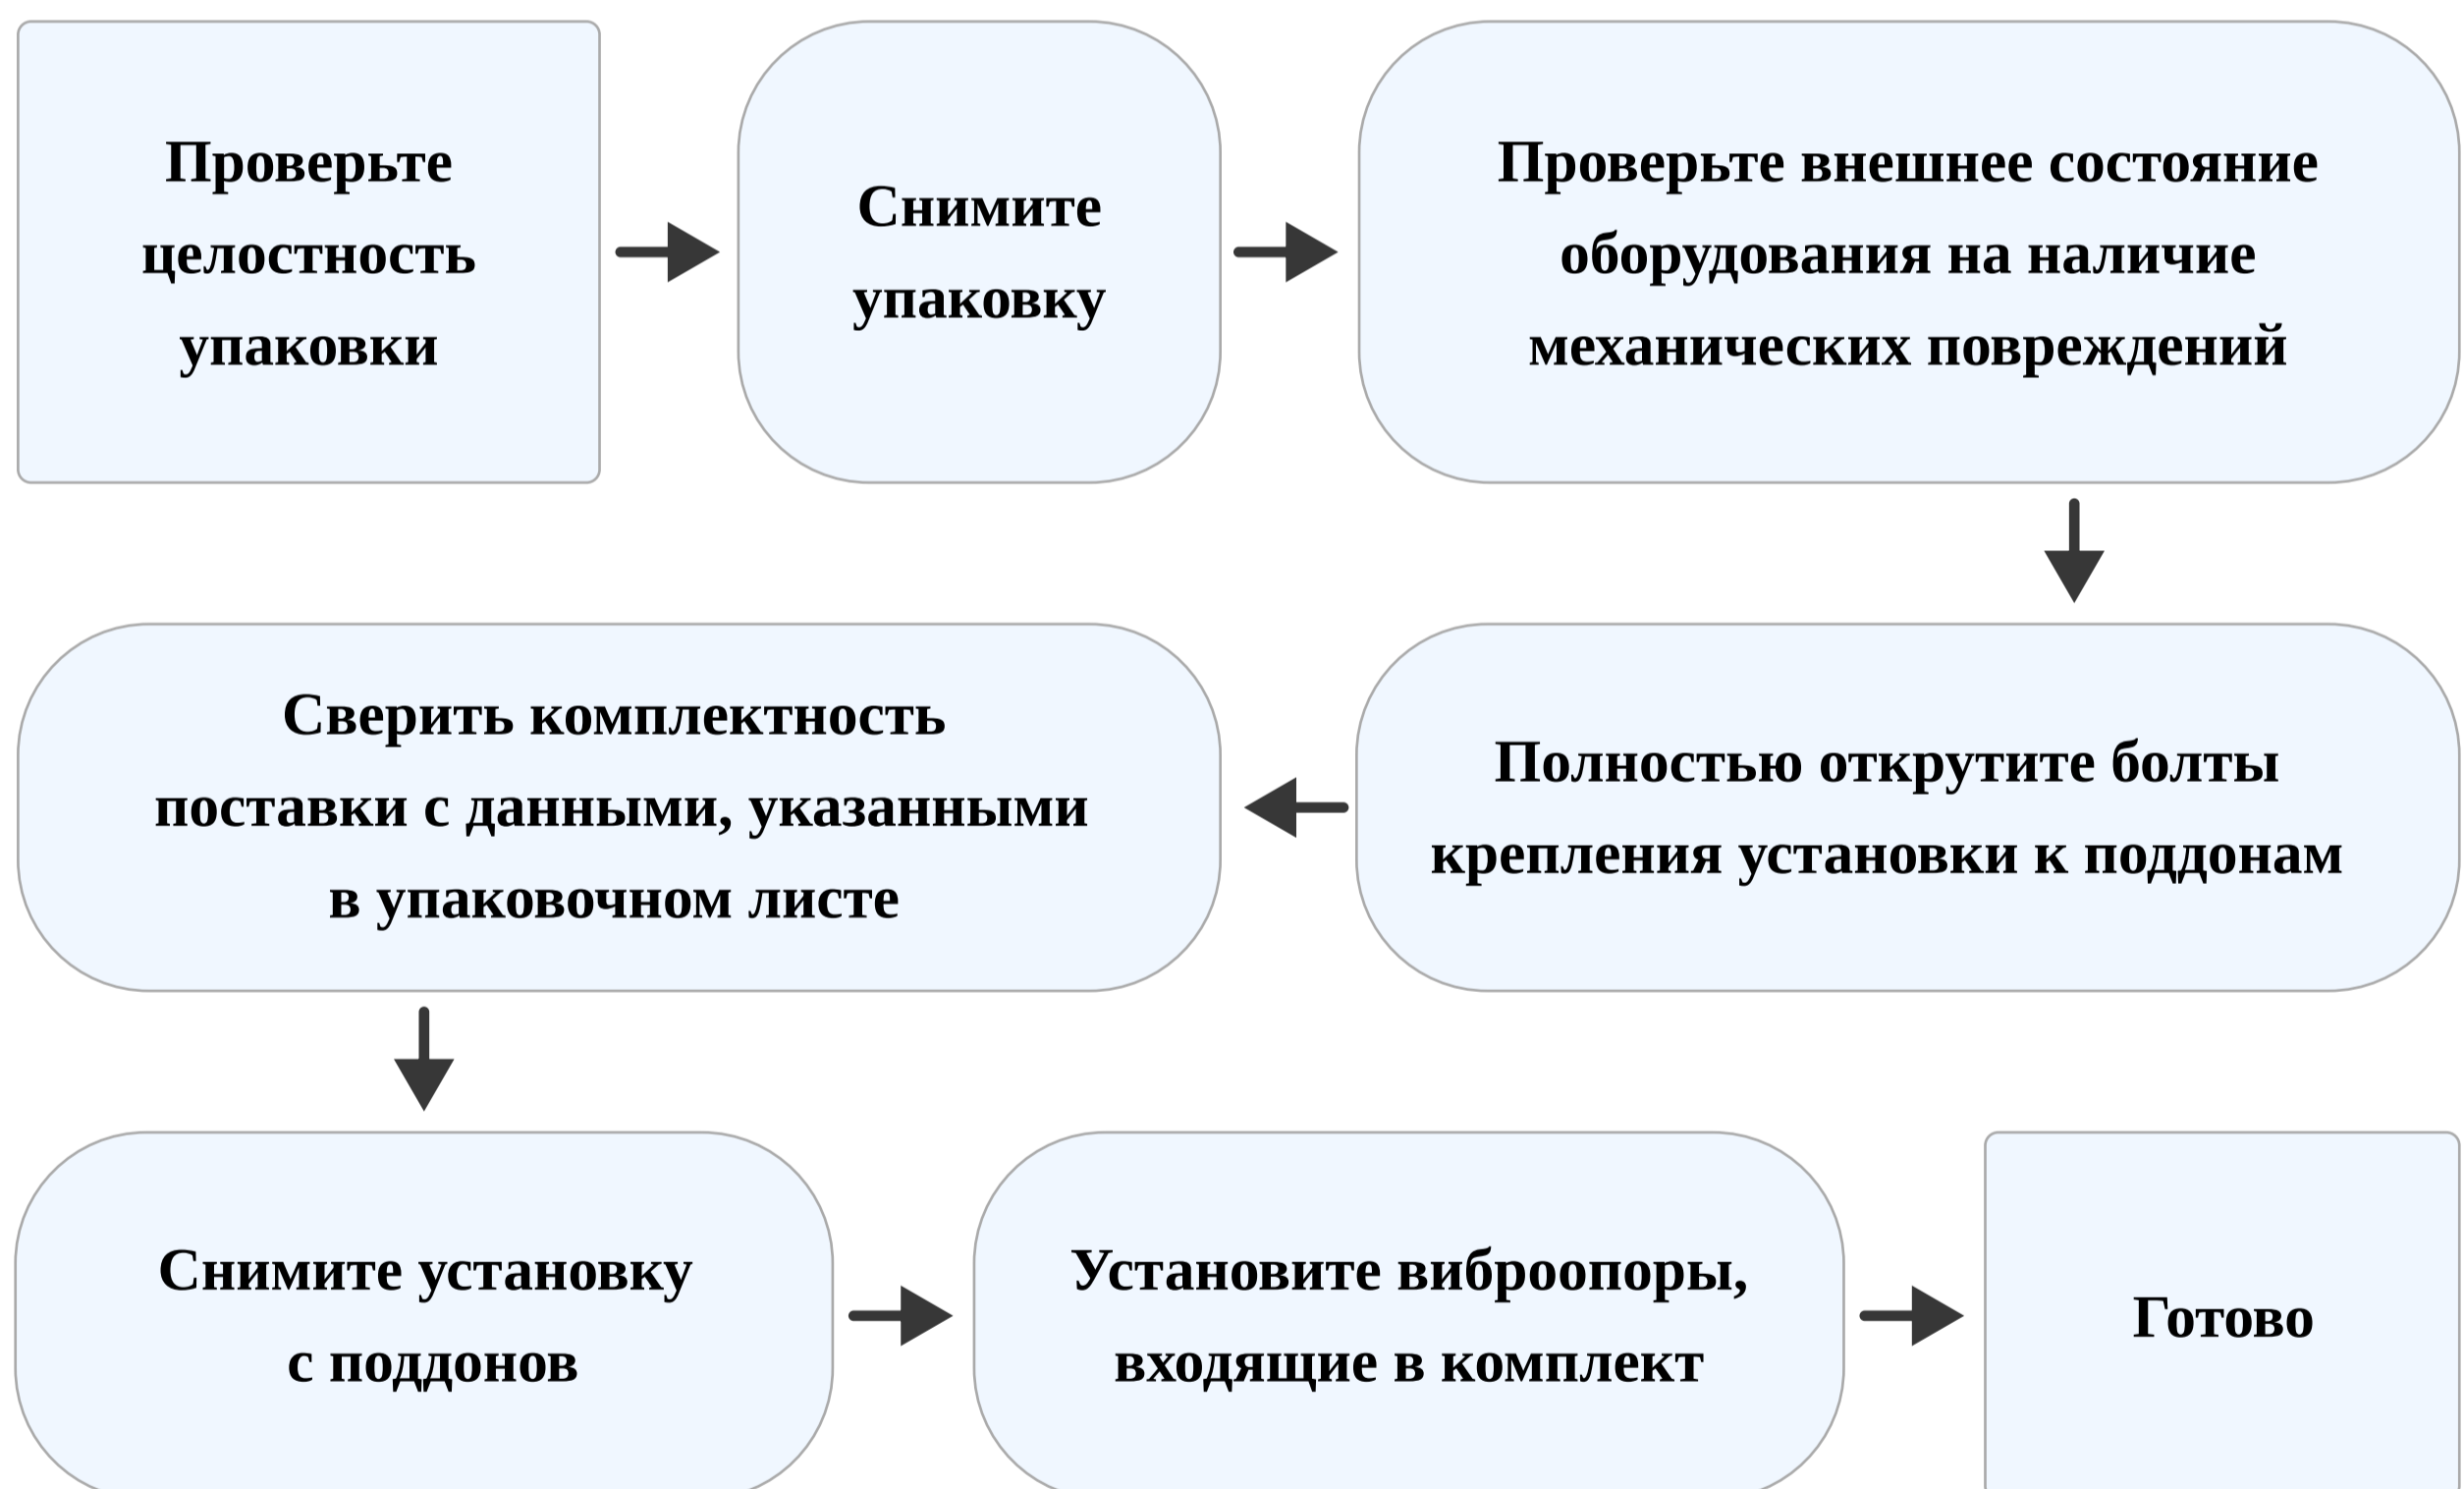 Проверьте
целостность
упаковки
Снимите
упаковку
Проверьте внешнее состояние
оборудования на наличие
механических повреждений
Полностью открутите болты
крепления установки к поддонам
Сверить комплектность
поставки с данными, указанными
в упаковочном листе
Снимите установку
с поддонов
Установите виброопоры,
входящие в комплект
Готово